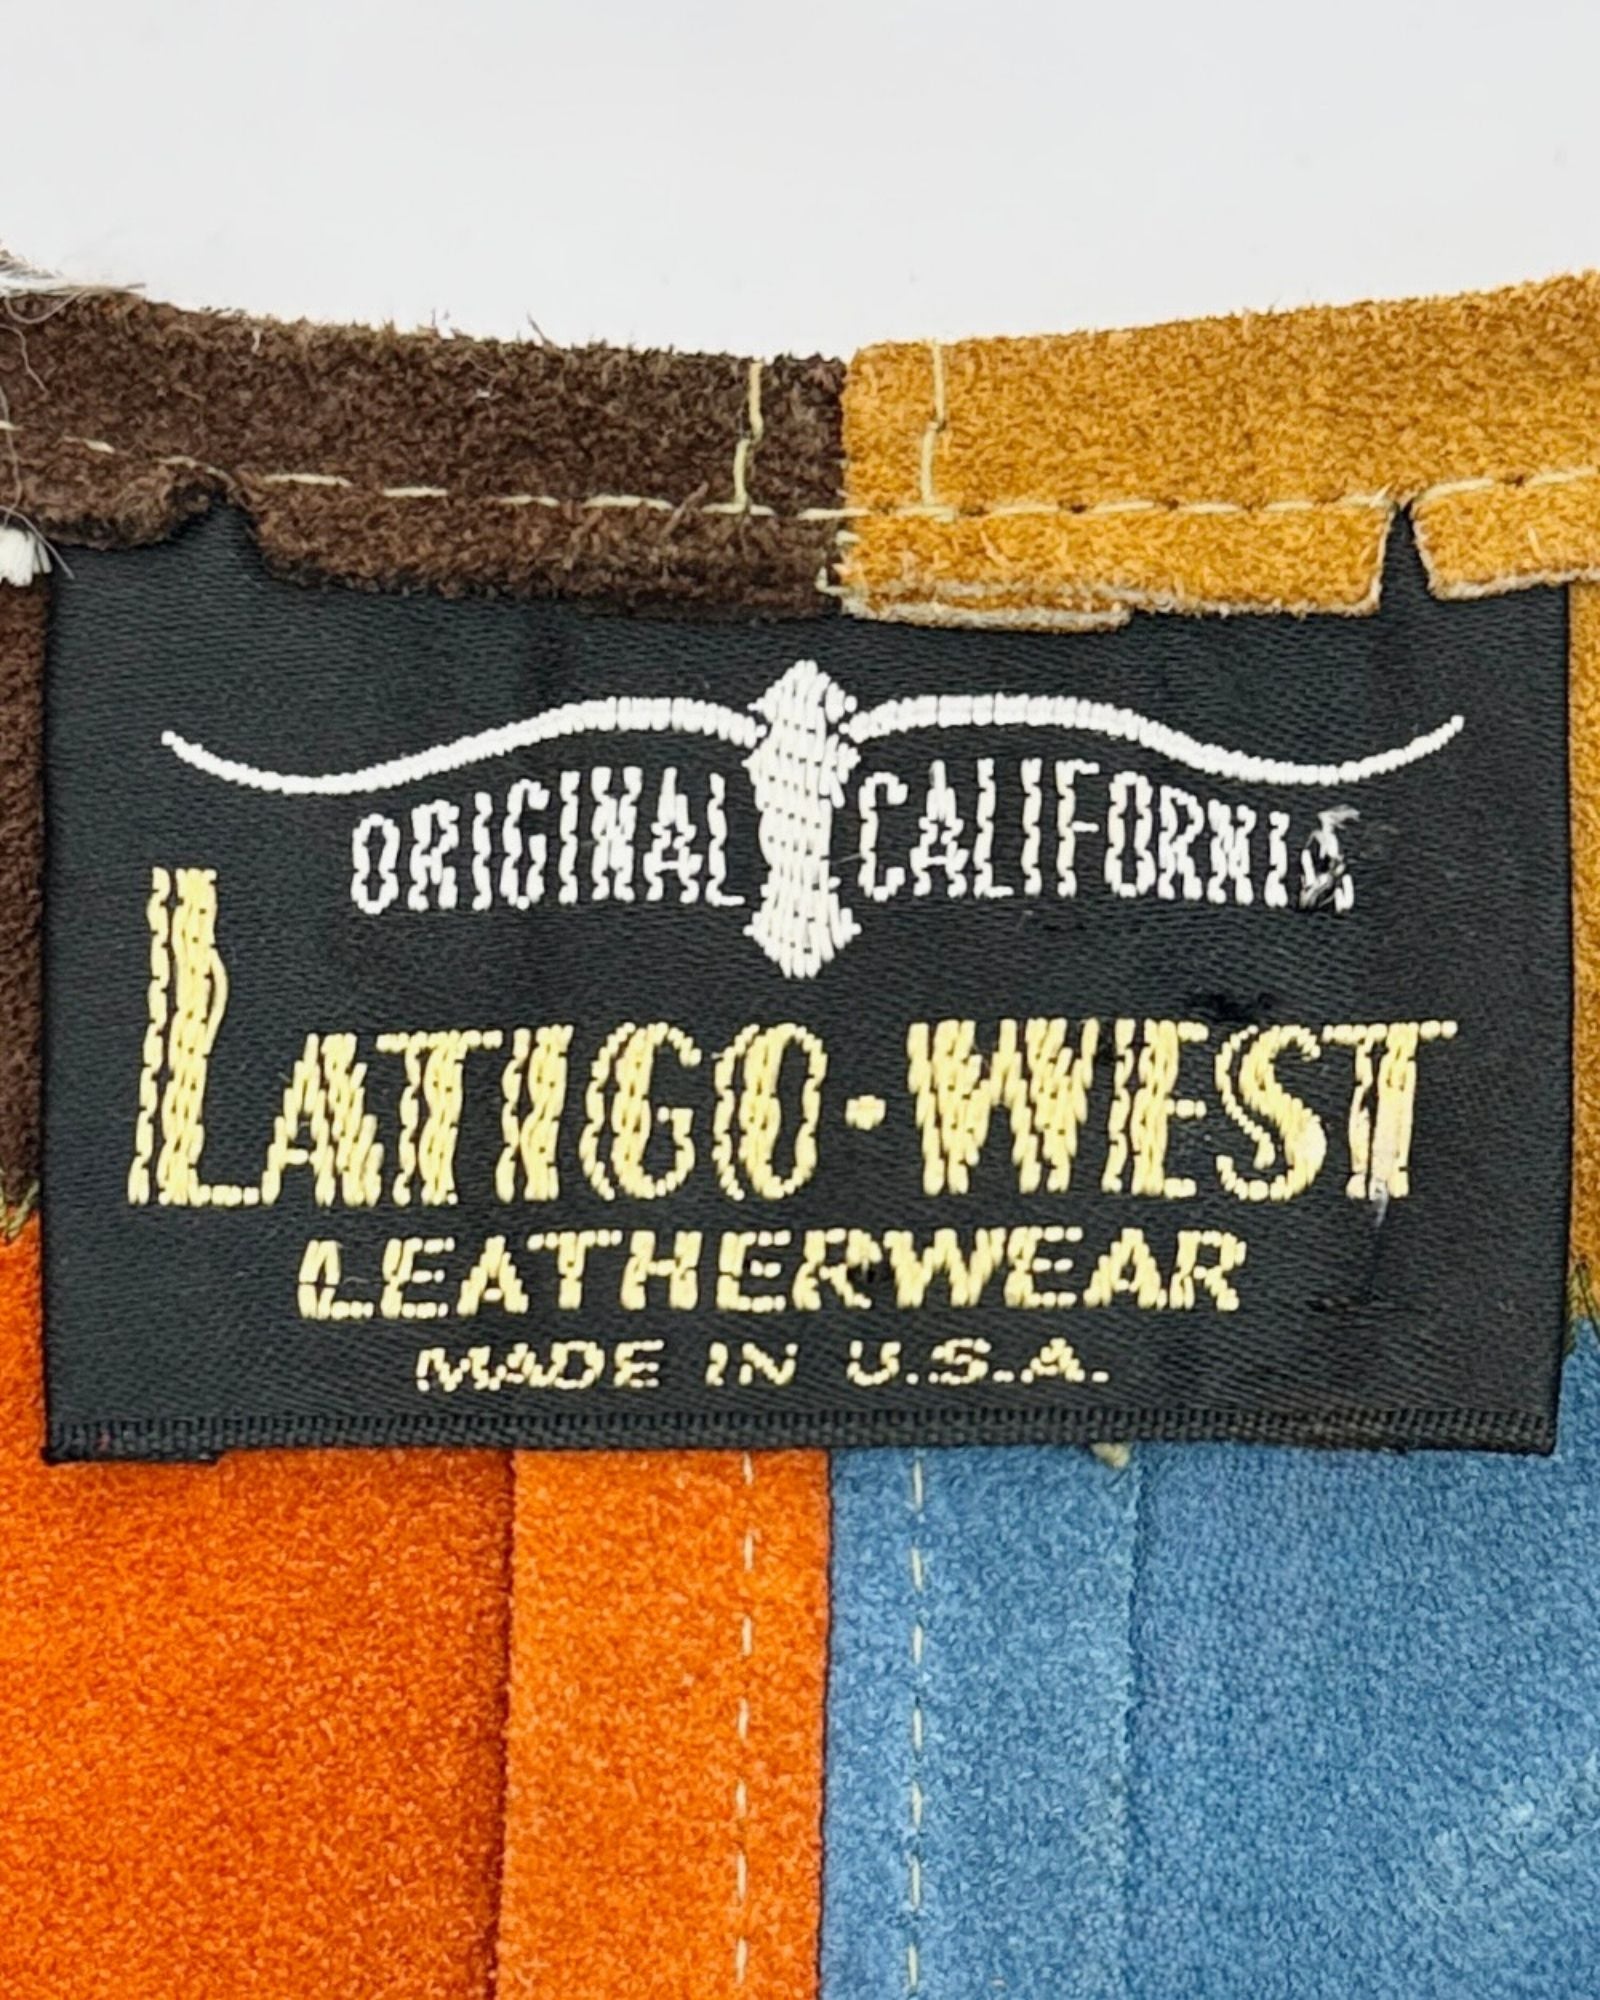 ORIGINAL CALIFORNIA
LATIGO·WEST
LEATHERWEAR
MADE IN U.S.A.